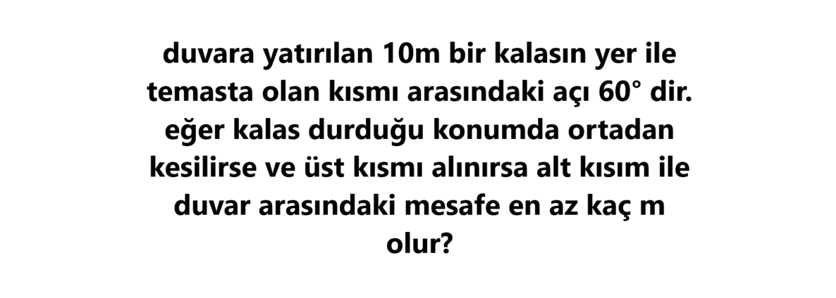 duvara yatırılan 10m bir kalasın yer ile
temasta olan kısmı arasındaki açı 60° dir.
eğer kalas durduğu konumda ortadan
kesilirse ve üst kısmı alınırsa alt kısım ile
duvar arasındaki mesafe en az kaç m
olur?